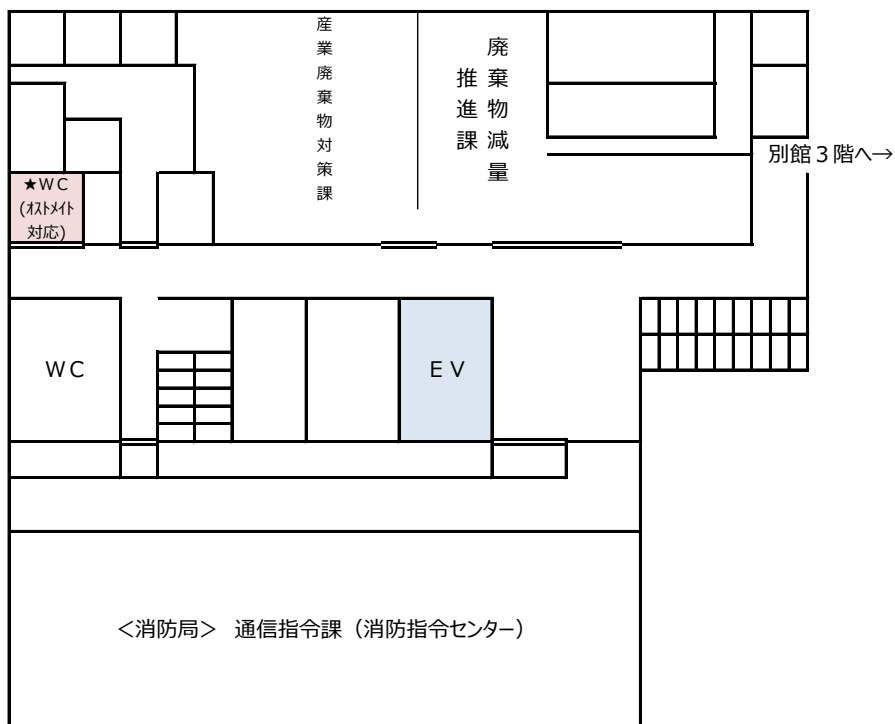 産業廃棄物対策課
廃棄物減量
推進課
別館３階へ→
★ＷＣ
(ｵｽﾄﾒｲﾄ
対応)
ＷＣ
ＥＶ
＜消防局＞　通信指令課（消防指令センター）